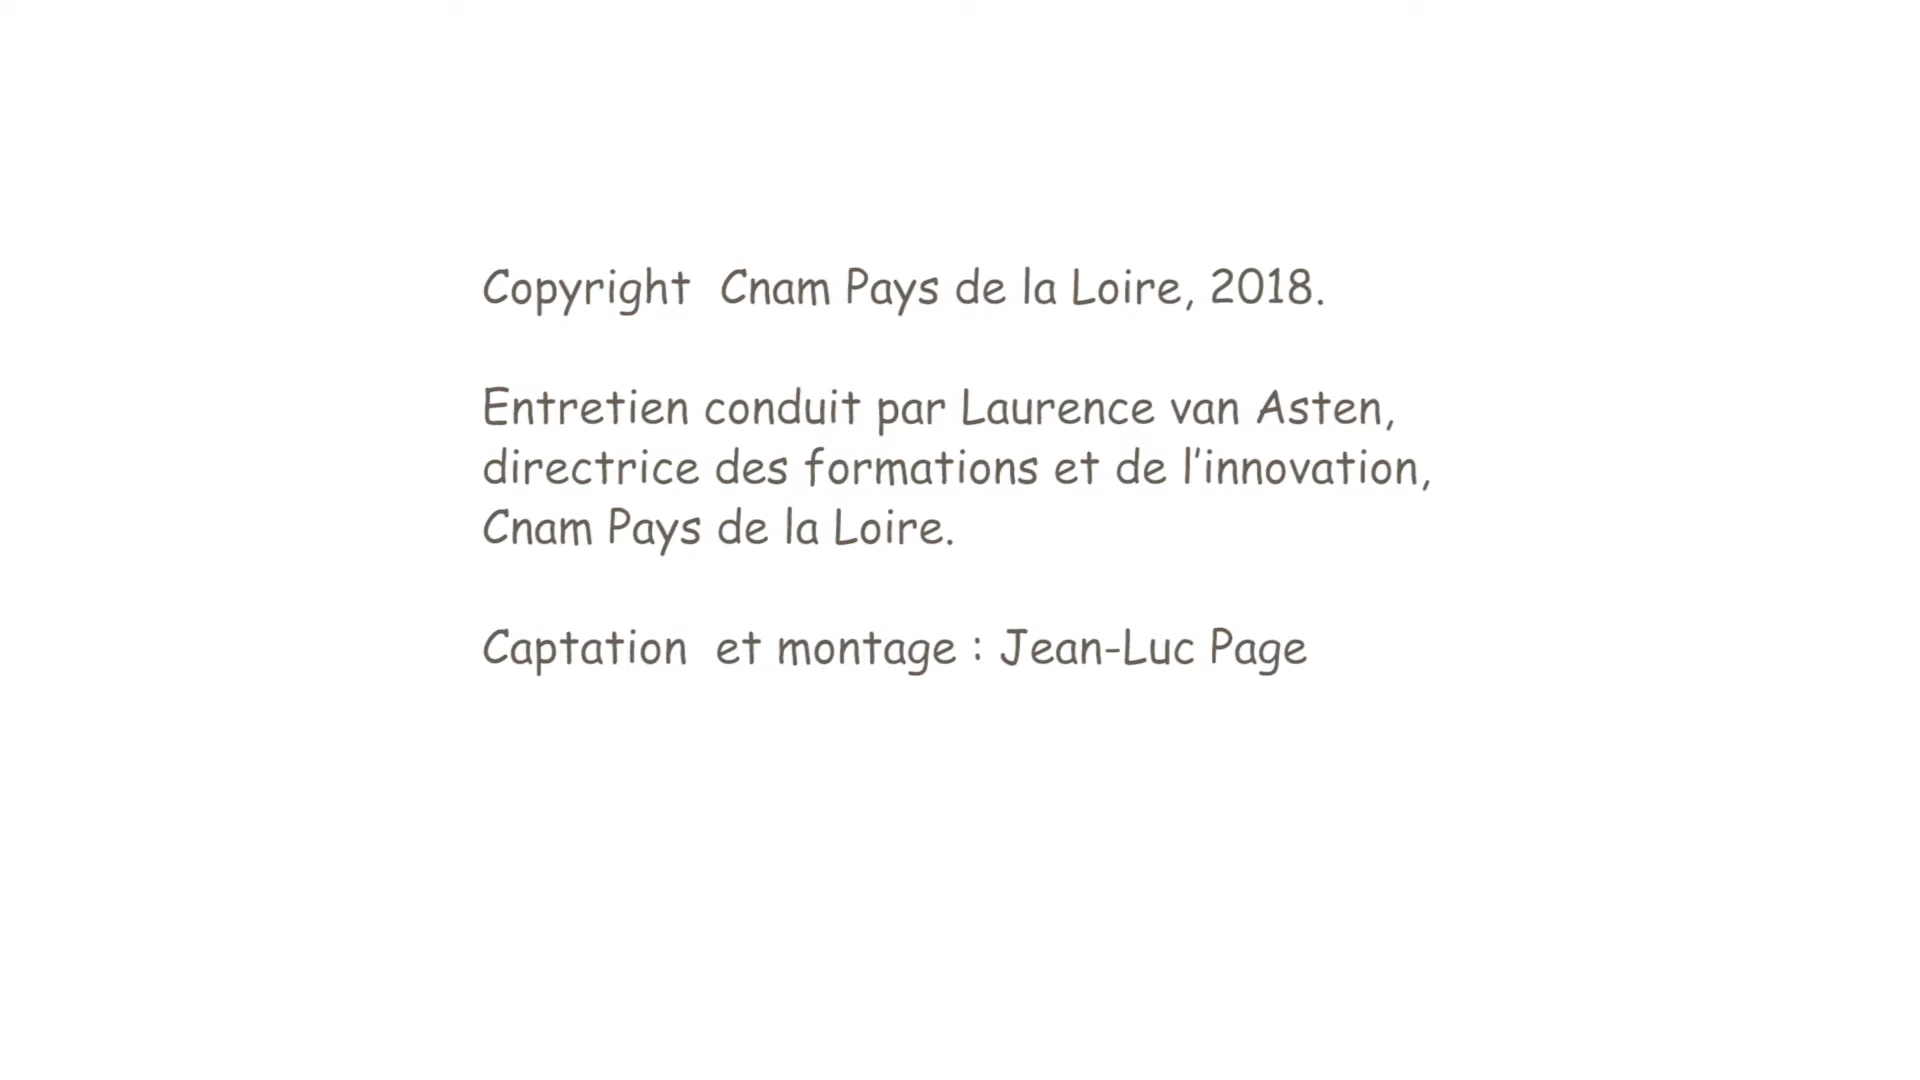 Copyright  Cnam Pays de la Loire, 2018.
Entretien conduit par Laurence van Asten,
directrice des formations et de l'innovation,
Cnam Pays de la Loire.
Captation  et montage : Jean-Luc Page